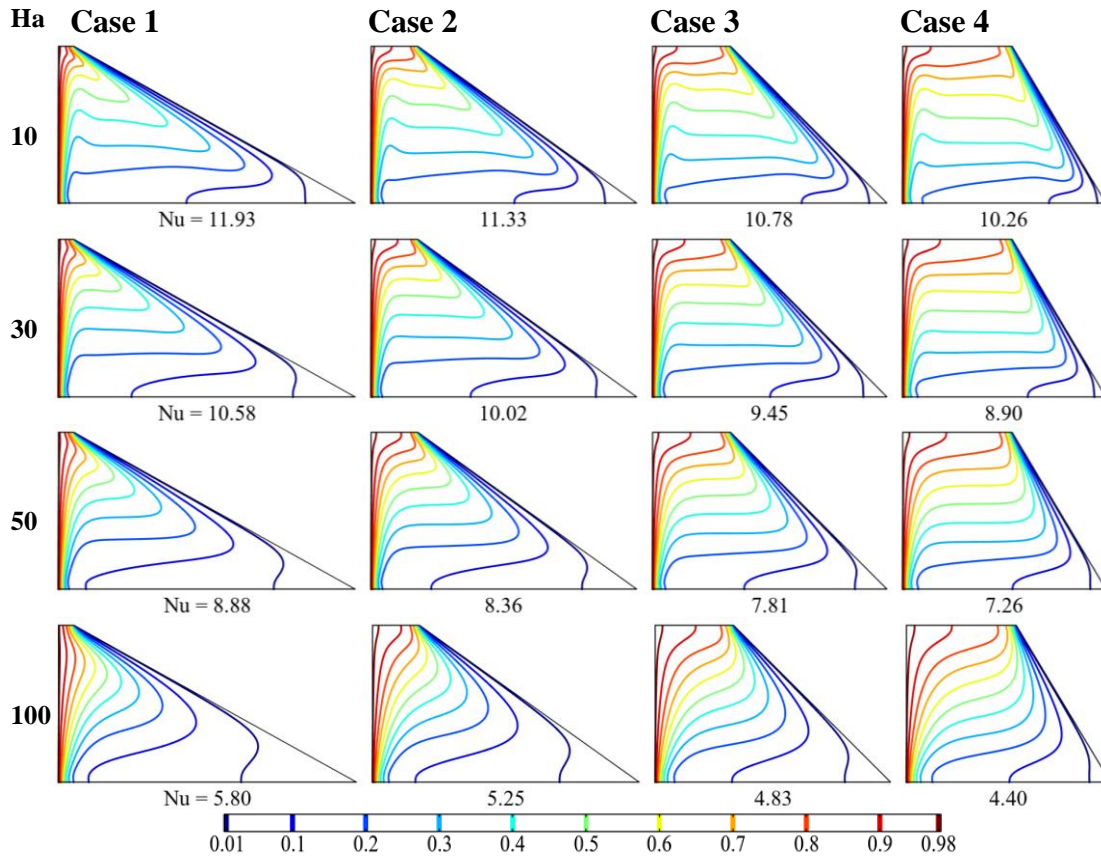 Ha Case 1 Case 2 Case 3 Case 4
10
Nu = 11.93 11.33 10.78 10.26
30
Nu = 10.58 10.02 9.45 8.90
50
Nu = 8.88 8.36 7.81 7.26
100
Nu = 5.80 5.25 4.83 4.40
0.01 0.1 0.2 0.3 0.4 0.5 0.6 0.7 0.8 0.9 0.98